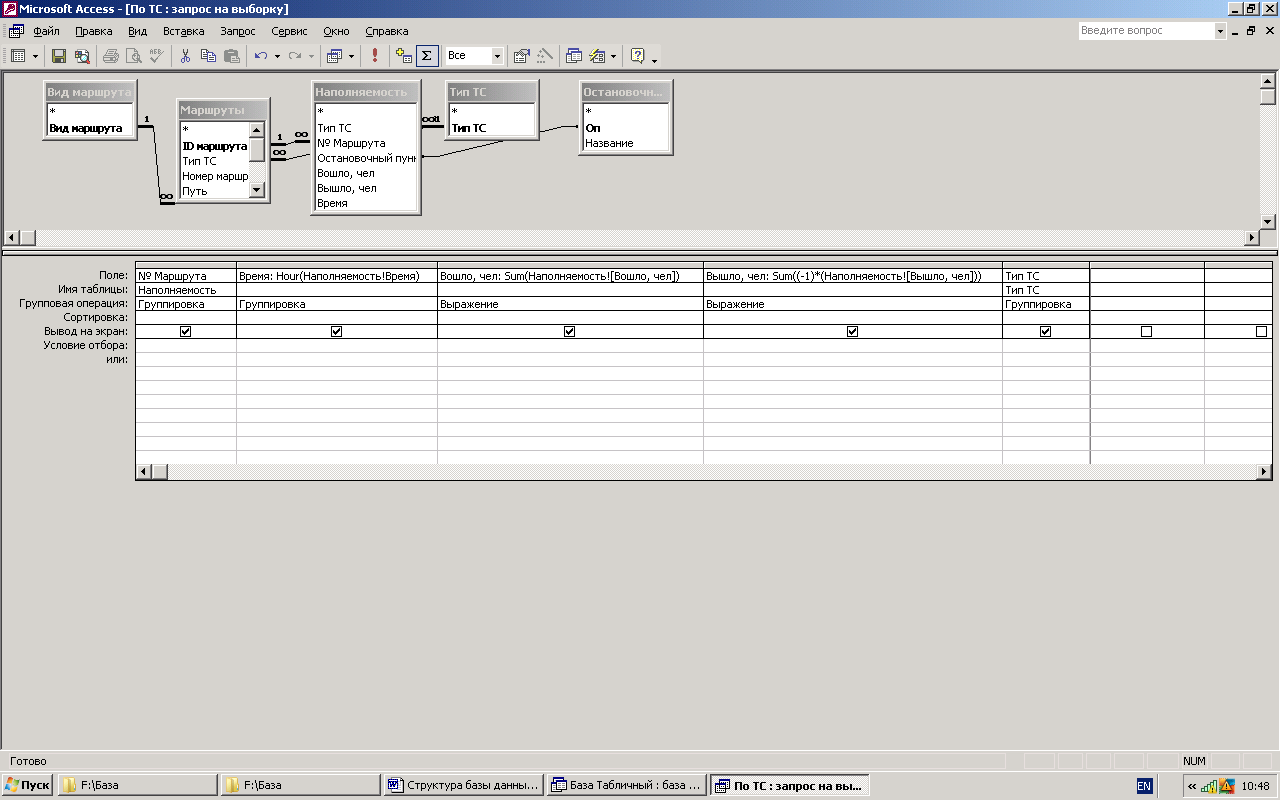 Microsoft Access - [По ТС : запрос на выборку]
Файл Правка Вид Вставка Запрос Сервис Окно Справка
Введите вопрос
Все
Вид маршрута
*
Вид маршрута
1
∞
Маршруты
*
ID маршрута
Тип ТС
Номер маршр
Путь
1
∞
∞
Наполняемость
*
Тип ТС
№ Маршрута
Остановочный пунк
Вошло, чел
Вышло, чел
Время
∞
1
Тип ТС
*
Тип ТС
Остановочн...
*
Оп
Название
Поле: № Маршрута Время: Hour(Наполняемость!Время) Вошло, чел: Sum(Наполняемость![Вошло, чел]) Вышло, чел: Sum((-1)*(Наполняемость![Вышло, чел])) Тип ТС
Имя таблицы: Наполняемость Тип ТС
Групповая операция: Группировка Группировка Выражение Выражение Группировка
Сортировка:
Вывод на экран:
Условие отбора:
или:
Готово
NUM
Пуск F:\База F:\База Структура базы данны... База Табличный : база ... По ТС : запрос на вы... EN « 10:48